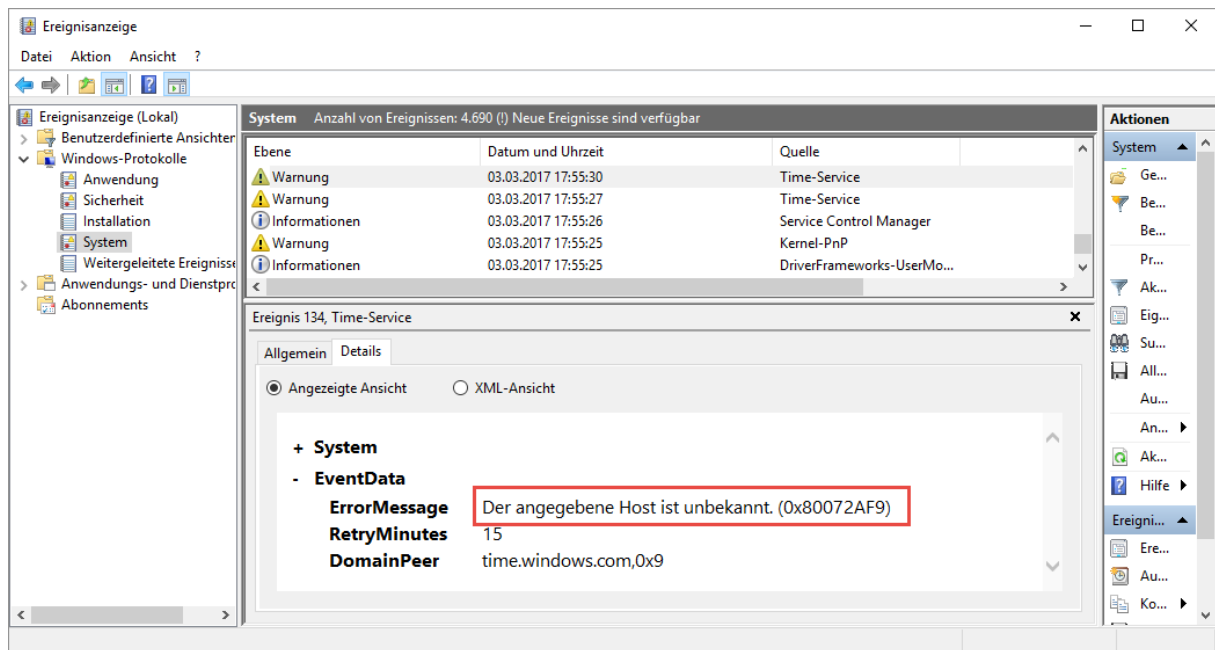 Ereignisanzeige
Datei Aktion Ansicht ?
Ereignisanzeige (Lokal)
Benutzerdefinierte Ansichten
Windows-Protokolle
Anwendung
Sicherheit
Installation
System
Weitergeleitete Ereignisse
Anwendungs- und Dienstpro
Abonnements
System Anzahl von Ereignissen: 4.690 (!) Neue Ereignisse sind verfügbar
Ebene Datum und Uhrzeit Quelle
Warnung 03.03.2017 17:55:30 Time-Service
Warnung 03.03.2017 17:55:27 Time-Service
Informationen 03.03.2017 17:55:26 Service Control Manager
Warnung 03.03.2017 17:55:25 Kernel-PnP
Informationen 03.03.2017 17:55:25 DriverFrameworks-UserMo...
Ereignis 134, Time-Service
Allgemein Details
Angezeigte Ansicht XML-Ansicht
+ System
- EventData
ErrorMessage Der angegebene Host ist unbekannt. (0x80072AF9)
RetryMinutes 15
DomainPeer time.windows.com,0x9
Aktionen
System
Ge...
Be...
Be...
Pr...
Ak...
Eig...
Su...
All...
Au...
An...
Ak...
Hilfe
Ereigni...
Ere...
Au...
Ko...